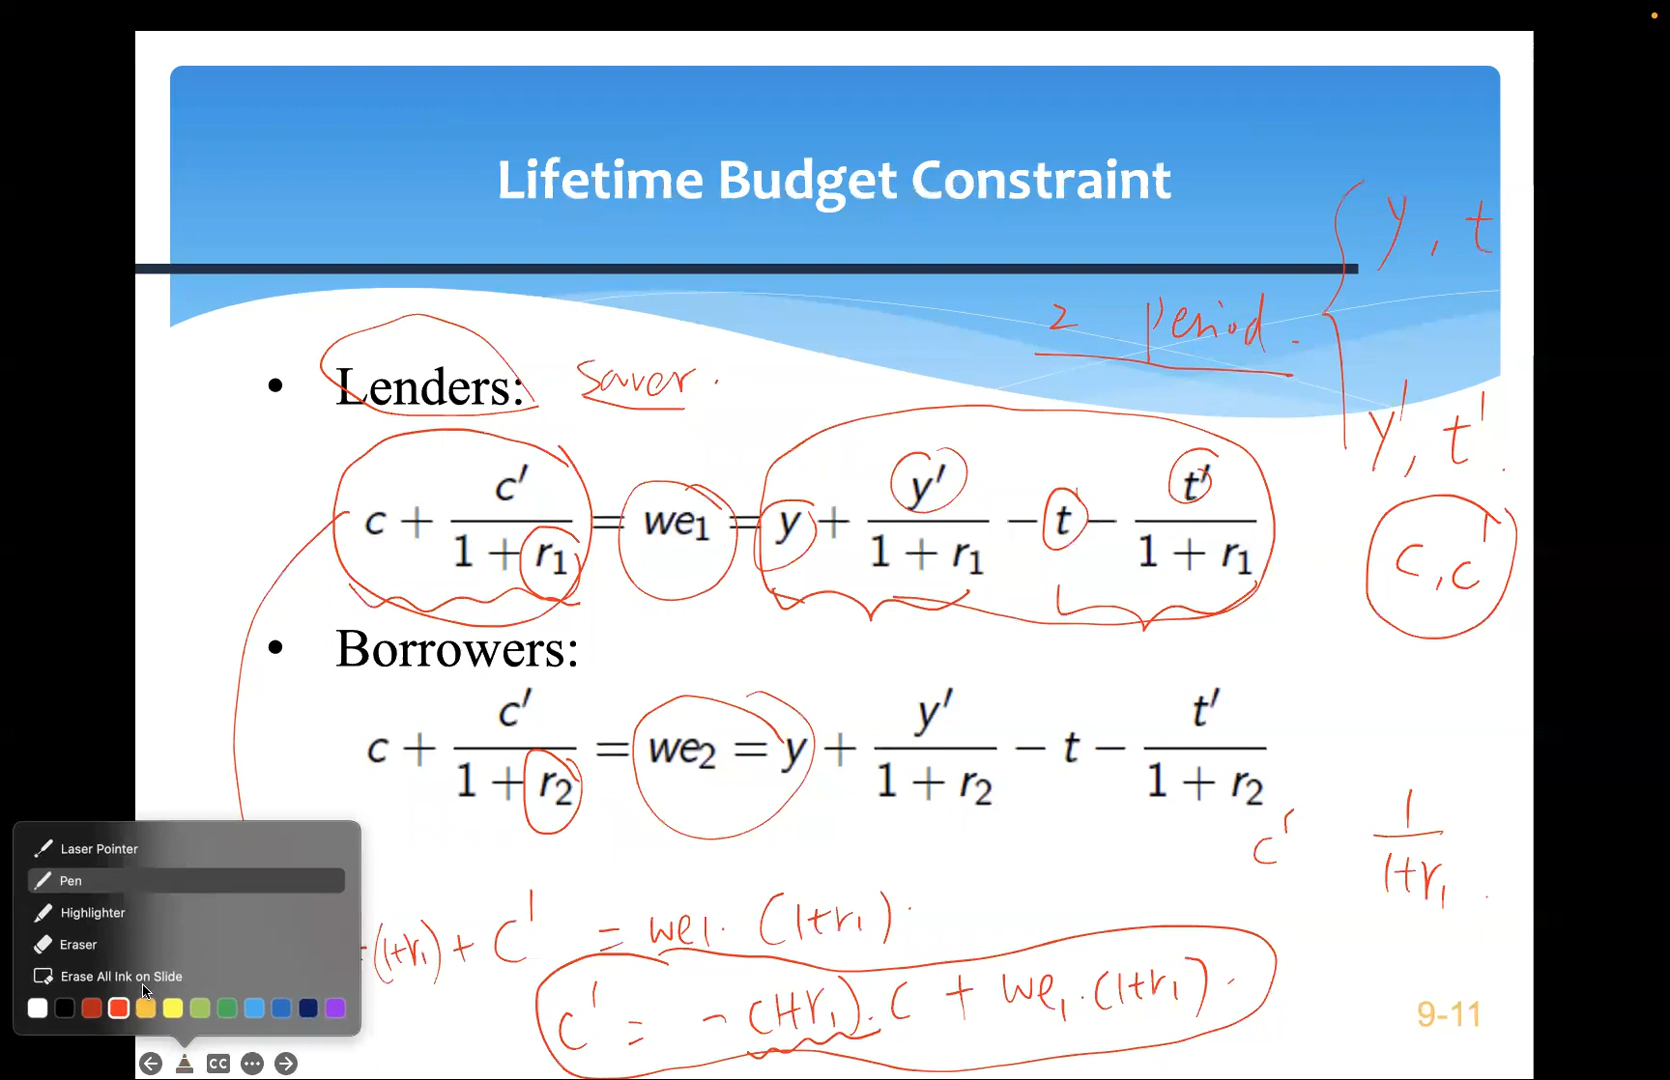 Lifetime Budget Constraint
y, t
2 Period.
Lenders: Saver.
y', t'.
c + c' / (1 + r₁) = we₁ = y + y' / (1 + r₁) − t − t' / (1 + r₁)
c, c'
Borrowers:
c + c' / (1 + r₂) = we₂ = y + y' / (1 + r₂) − t − t' / (1 + r₂)
c' 1 / (1+r₁).
Laser Pointer
Pen
Highlighter
Eraser
Erase All Ink on Slide
(1+r₁) + c' = we₁. (1+r₁).
c' = -(1+r₁).c + we₁.(1+r₁).
9-11
CC